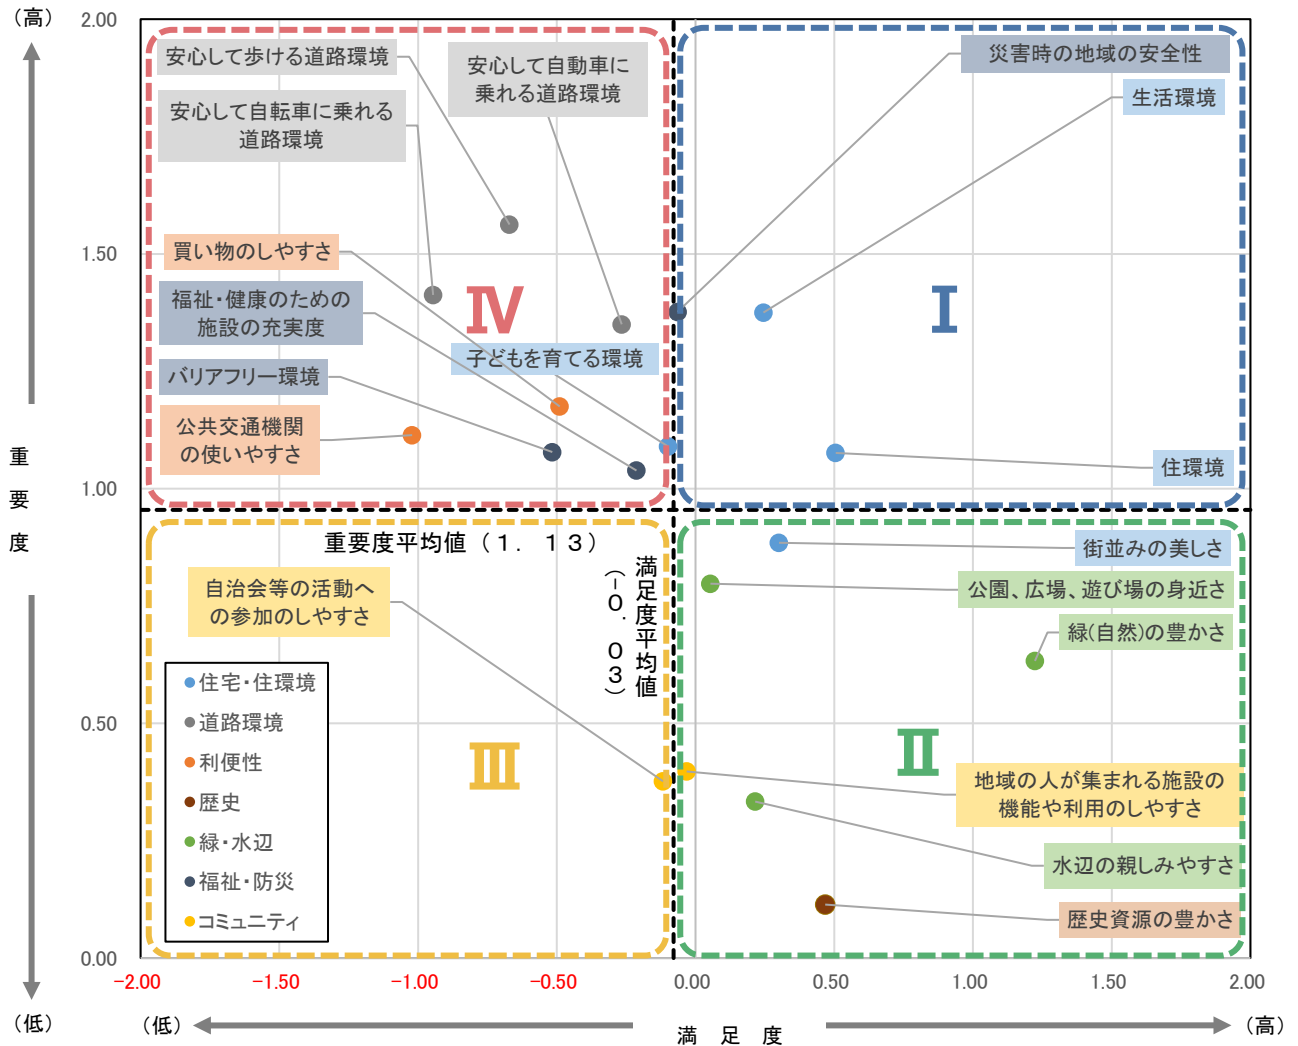 (高)
2.00
安心して歩ける道路環境
安心して自動車に
乗れる道路環境
災害時の地域の安全性
生活環境
安心して自転車に乗れる
道路環境
1.50
買い物のしやすさ
福祉・健康のための
施設の充実度
Ⅳ
Ⅰ
子どもを育てる環境
バリアフリー環境
公共交通機関
の使いやすさ
住環境
重要度
1.00
重要度平均値(1.13)
満足度平均値
(-0.03)
街並みの美しさ
公園、広場、遊び場の身近さ
緑(自然)の豊かさ
自治会等の活動へ
の参加のしやすさ
住宅・住環境
道路環境
利便性
歴史
緑・水辺
福祉・防災
コミュニティ
0.50
Ⅲ
Ⅱ
地域の人が集まれる施設の
機能や利用のしやすさ
水辺の親しみやすさ
歴史資源の豊かさ
0.00
-2.00 -1.50 -1.00 -0.50 0.00 0.50 1.00 1.50 2.00
(低)
(低) 満足度 (高)